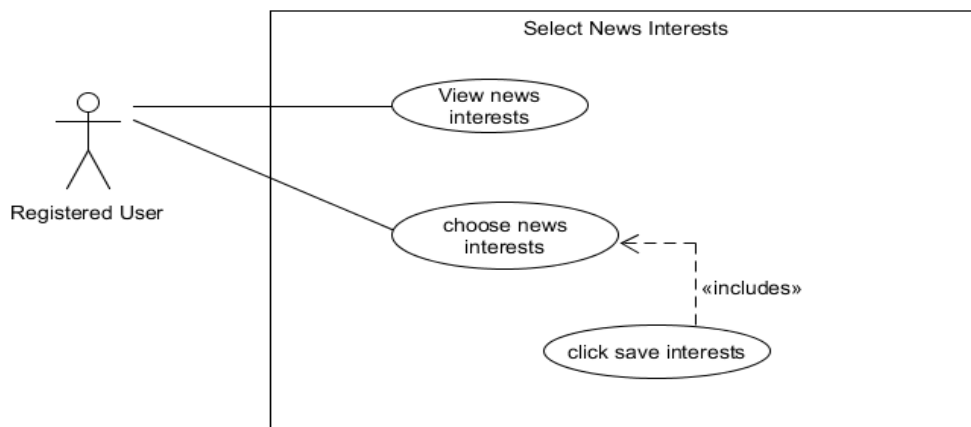 Select News Interests
View news
interests
Registered User
choose news
interests
«includes»
click save interests